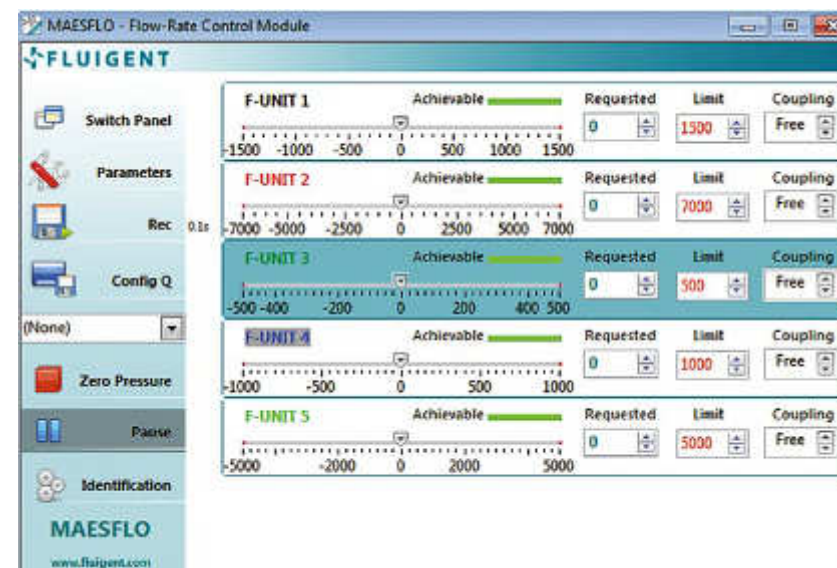 MAESFLO - Flow-Rate Control Module
FLUIGENT
Switch Panel
Parameters
Rec 0.1s
Config Q
(None)
Zero Pressure
Pause
Identification
MAESFLO
www.fluigent.com
F-UNIT 1 Achievable Requested Limit Coupling
0 1500 Free
-1500 -1000 -500 0 500 1000 1500
F-UNIT 2 Achievable Requested Limit Coupling
0 7000 Free
-7000 -5000 -2500 0 2500 5000 7000
F-UNIT 3 Achievable Requested Limit Coupling
0 500 Free
-500 -400 -200 0 200 400 500
F-UNIT 4 Achievable Requested Limit Coupling
0 1000 Free
-1000 -500 0 500 1000
F-UNIT 5 Achievable Requested Limit Coupling
0 5000 Free
-5000 -2000 0 2000 5000